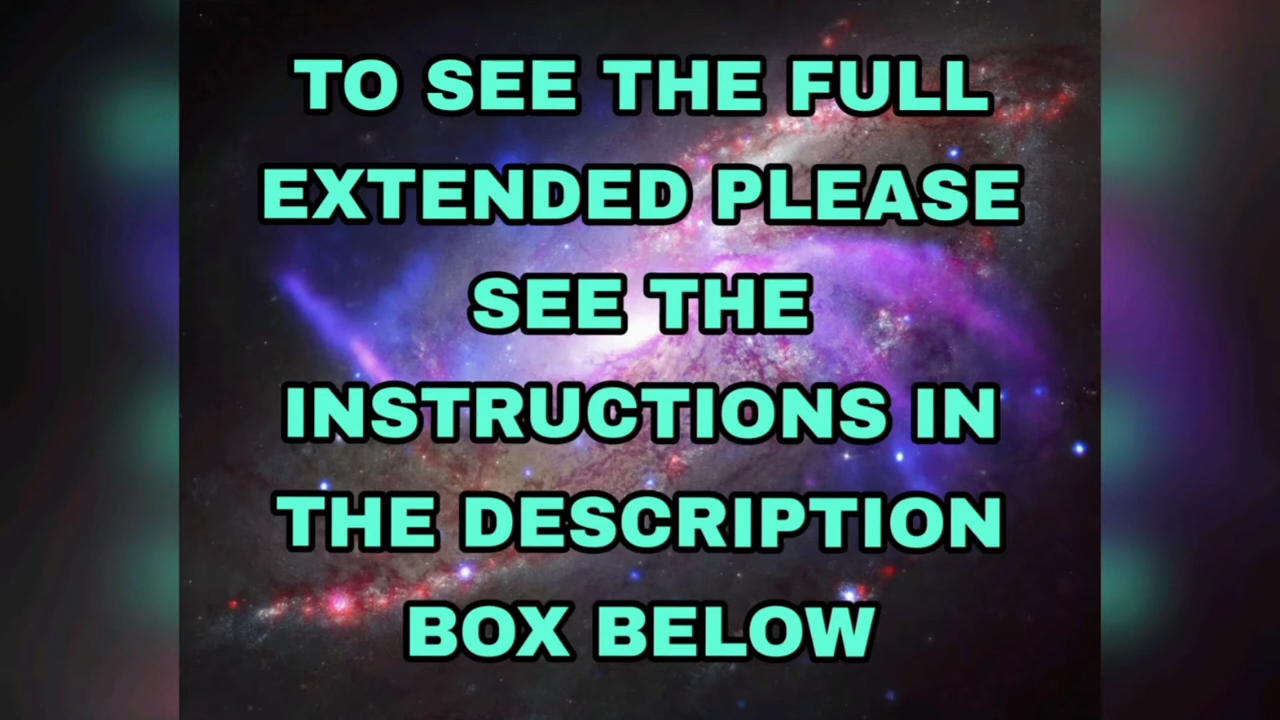 TO SEE THE FULL
EXTENDED PLEASE
SEE THE
INSTRUCTIONS IN
THE DESCRIPTION
BOX BELOW